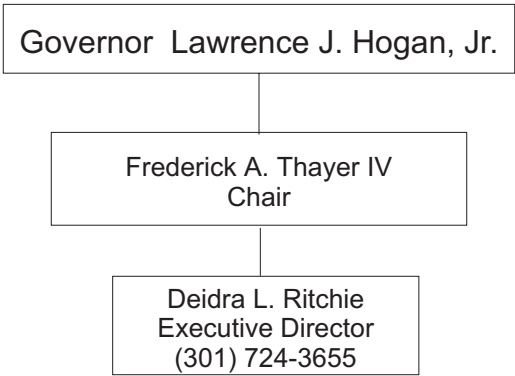 Governor Lawrence J. Hogan, Jr.
Frederick A. Thayer IV
Chair
Deidra L. Ritchie
Executive Director
(301) 724-3655